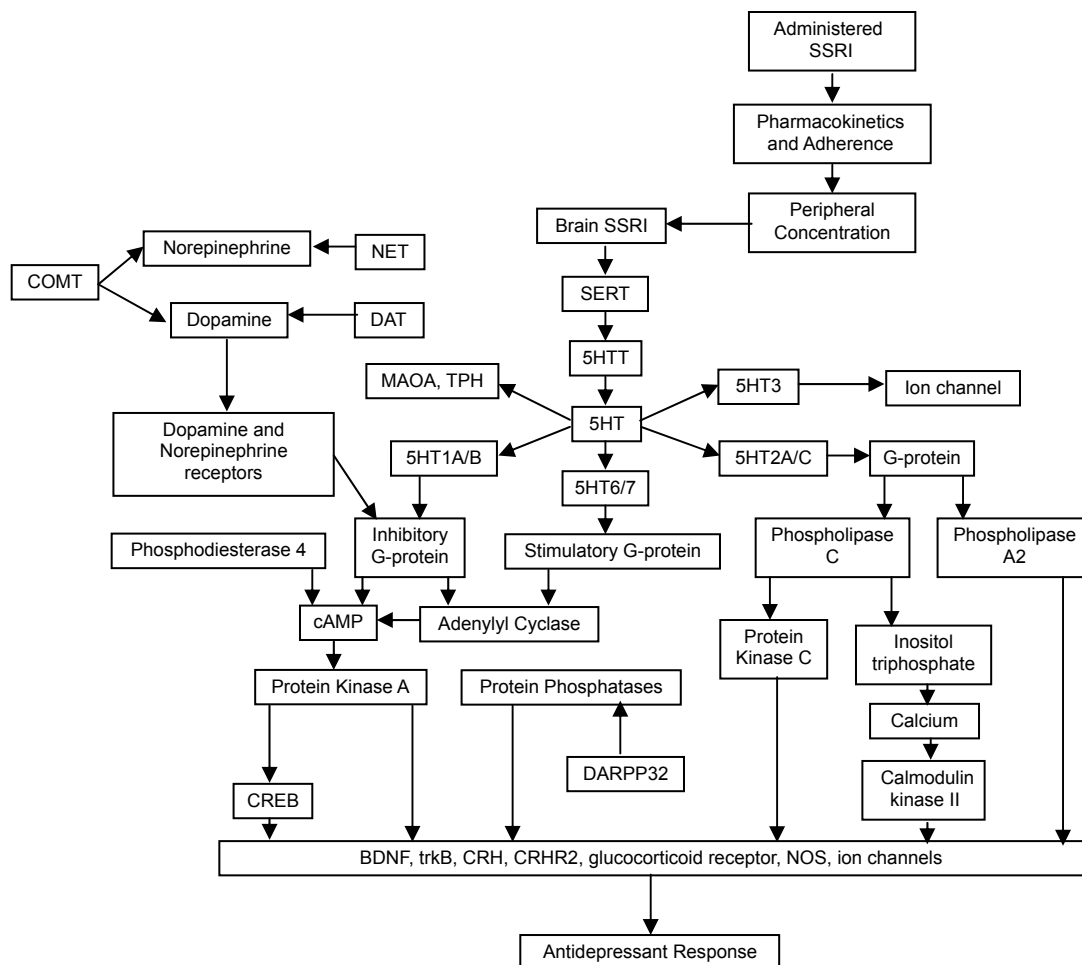 Administered
SSRI
Pharmacokinetics
and Adherence
Peripheral
Concentration
Brain SSRI
Norepinephrine
NET
COMT
SERT
Dopamine
DAT
5HTT
MAOA, TPH
5HT3
Ion channel
5HT
Dopamine and
Norepinephrine
receptors
5HT1A/B
5HT2A/C
G-protein
5HT6/7
Phosphodiesterase 4
Inhibitory
G-protein
Stimulatory G-protein
Phospholipase
C
Phospholipase
A2
cAMP
Adenylyl Cyclase
Protein
Kinase C
Inositol
triphosphate
Protein Kinase A
Protein Phosphatases
Calcium
DARPP32
Calmodulin
kinase II
CREB
BDNF, trkB, CRH, CRHR2, glucocorticoid receptor, NOS, ion channels
Antidepressant Response